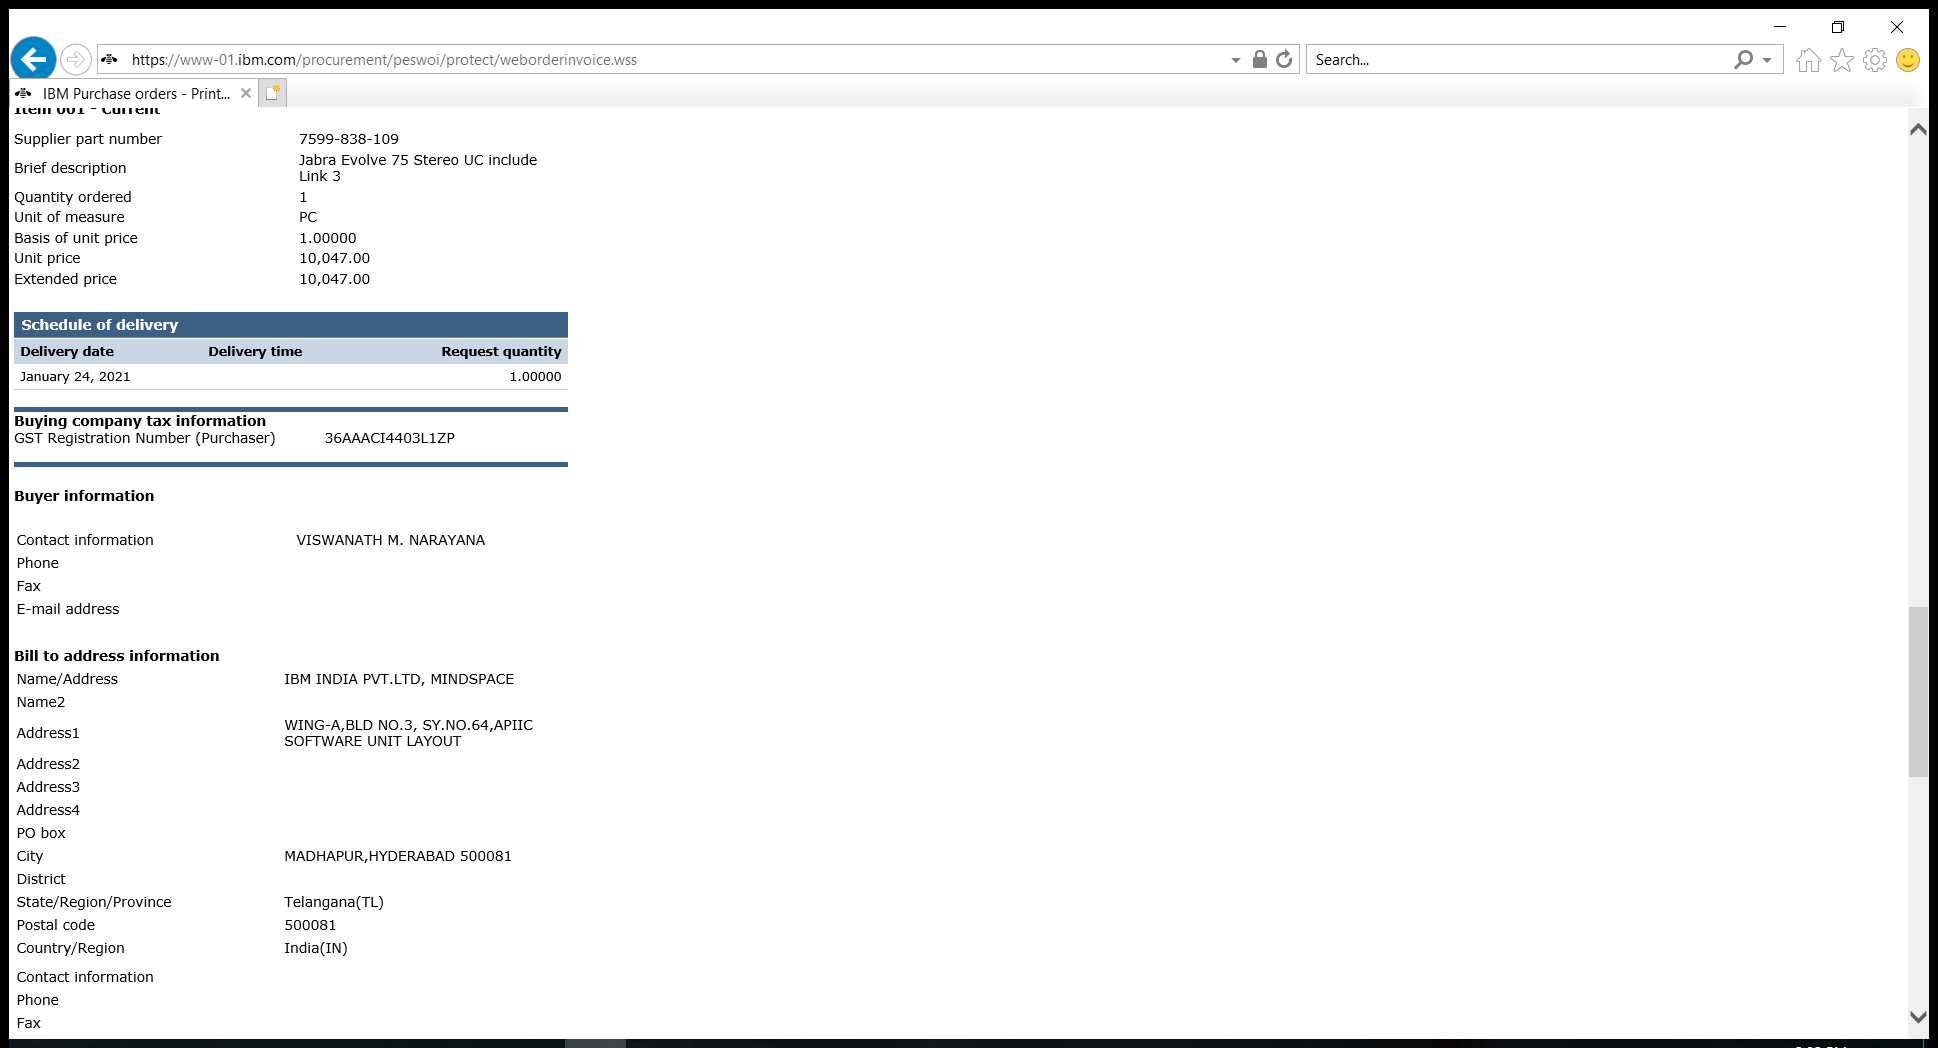 https://www-01.ibm.com/procurement/peswoi/protect/weborderinvoice.wss
Search...
IBM Purchase orders - Print...
Item 001 - Current
Supplier part number 7599-838-109
Brief description Jabra Evolve 75 Stereo UC include
Link 3
Quantity ordered 1
Unit of measure PC
Basis of unit price 1.00000
Unit price 10,047.00
Extended price 10,047.00
Schedule of delivery
Delivery date Delivery time Request quantity
January 24, 2021 1.00000
Buying company tax information
GST Registration Number (Purchaser) 36AAACI4403L1ZP
Buyer information
Contact information VISWANATH M. NARAYANA
Phone
Fax
E-mail address
Bill to address information
Name/Address IBM INDIA PVT.LTD, MINDSPACE
Name2
Address1 WING-A,BLD NO.3, SY.NO.64,APIIC
SOFTWARE UNIT LAYOUT
Address2
Address3
Address4
PO box
City MADHAPUR,HYDERABAD 500081
District
State/Region/Province Telangana(TL)
Postal code 500081
Country/Region India(IN)
Contact information
Phone
Fax